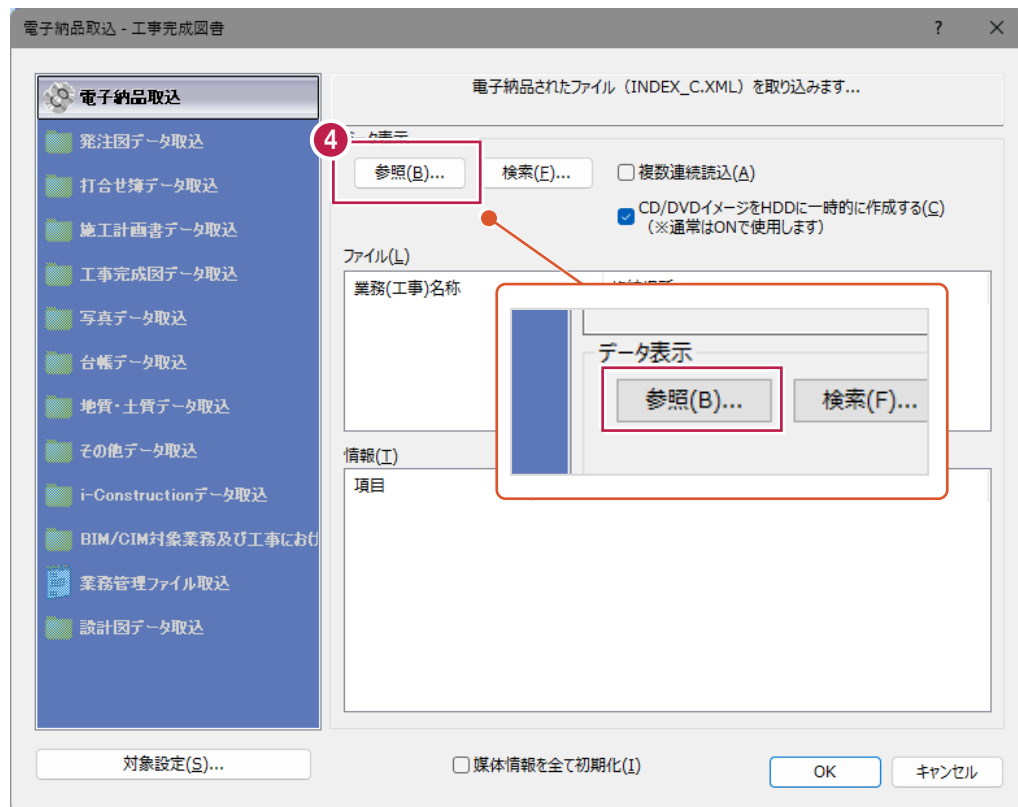 電子納品取込 - 工事完成図書
?
×
電子納品取込
発注図データ取込
打合せ簿データ取込
施工計画書データ取込
工事完成図データ取込
写真データ取込
台帳データ取込
地質・土質データ取込
その他データ取込
i-Constructionデータ取込
BIM/CIM対象業務及び工事におけ
業務管理ファイル取込
設計図データ取込
電子納品されたファイル（INDEX_C.XML）を取り込みます...
4
データ表示
参照(B)...
検索(F)...
複数連続読込(A)
CD/DVDイメージをHDDに一時的に作成する(C)
（※通常はONで使用します）
ファイル(L)
業務(工事)名称
データ表示
参照(B)...
検索(F)...
情報(T)
項目
対象設定(S)...
媒体情報を全て初期化(I)
OK
キャンセル